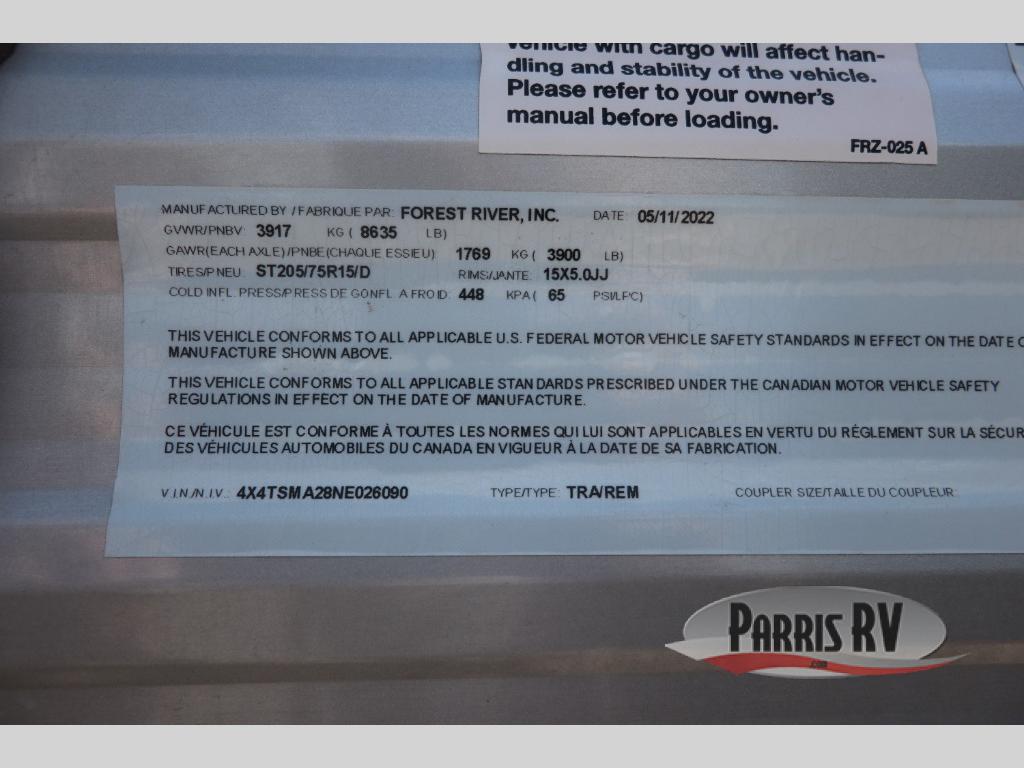 vehicle with cargo will affect han-
dling and stability of the vehicle.
Please refer to your owner's
manual before loading.
FRZ-025 A
MANUFACTURED BY / FABRIQUE PAR: FOREST RIVER, INC. DATE: 05/11/2022
GVWR/PNBV: 3917 KG ( 8635 LB)
GAWR(EACH AXLE)/PNBE(CHAQUE ESSIEU): 1769 KG ( 3900 LB)
TIRES/PNEU: ST205/75R15/D RIMS/JANTE: 15X5.0JJ
COLD INFL. PRESS/PRESS DE GONFL. A FROID: 448 KPA ( 65 PSI/LPC)
THIS VEHICLE CONFORMS TO ALL APPLICABLE U.S. FEDERAL MOTOR VEHICLE SAFETY STANDARDS IN EFFECT ON THE DATE
MANUFACTURE SHOWN ABOVE.
THIS VEHICLE CONFORMS TO ALL APPLICABLE STANDARDS PRESCRIBED UNDER THE CANADIAN MOTOR VEHICLE SAFETY
REGULATIONS IN EFFECT ON THE DATE OF MANUFACTURE.
CE VÉHICULE EST CONFORME À TOUTES LES NORMES QUI LUI SONT APPLICABLES EN VERTU DU RÉGLEMENT SUR LA SÉCUR
DES VÉHICULES AUTOMOBILES DU CANADA EN VIGUEUR À LA DATE DE SA FABRICATION.
V.I.N./N.I.V.: 4X4TSMA28NE026090 TYPE/TYPE: TRA/REM COUPLER SIZE/TAILLE DU COUPLEUR:
PARRIS RV
.com